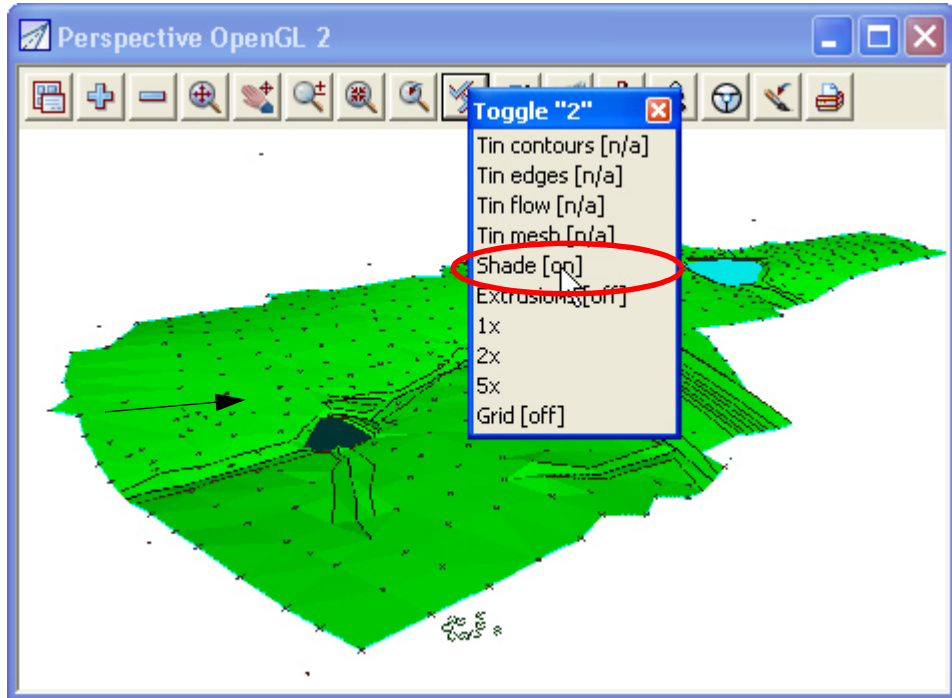 Perspective OpenGL 2
Toggle "2"
Tin contours [n/a]
Tin edges [n/a]
Tin flow [n/a]
Tin mesh [n/a]
Shade [on]
Extrusions [off]
1x
2x
5x
Grid [off]